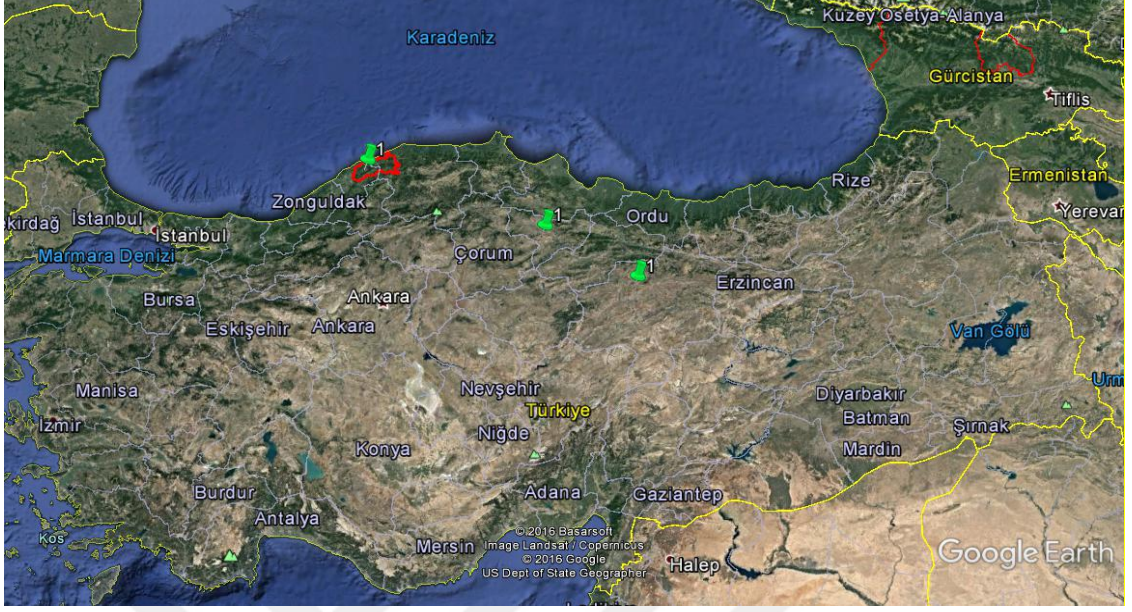 Kuzey Osetya-Alanya
Karadeniz
Gürcistan
Tiflis
1
Ermenistan
Rize
Zonguldak
1
Ordu
Yerevan
ekirdağ
İstanbul
İstanbul
Marmara Denizi
Çorum
1
Erzincan
Bursa
Ankara
Eskişehir
Ankara
Van Gölü
Manisa
Nevşehir
Urm
Diyarbakır
Türkiye
Batman
İzmir
Niğde
Şırnak
Konya
Mardin
Burdur
Adana
Gaziantep
Antalya
Kos
Mersin
© 2016 Basarsoft
Image Landsat / Copernicus
© 2016 Google
US Dept of State Geographer
Halep
Google Earth